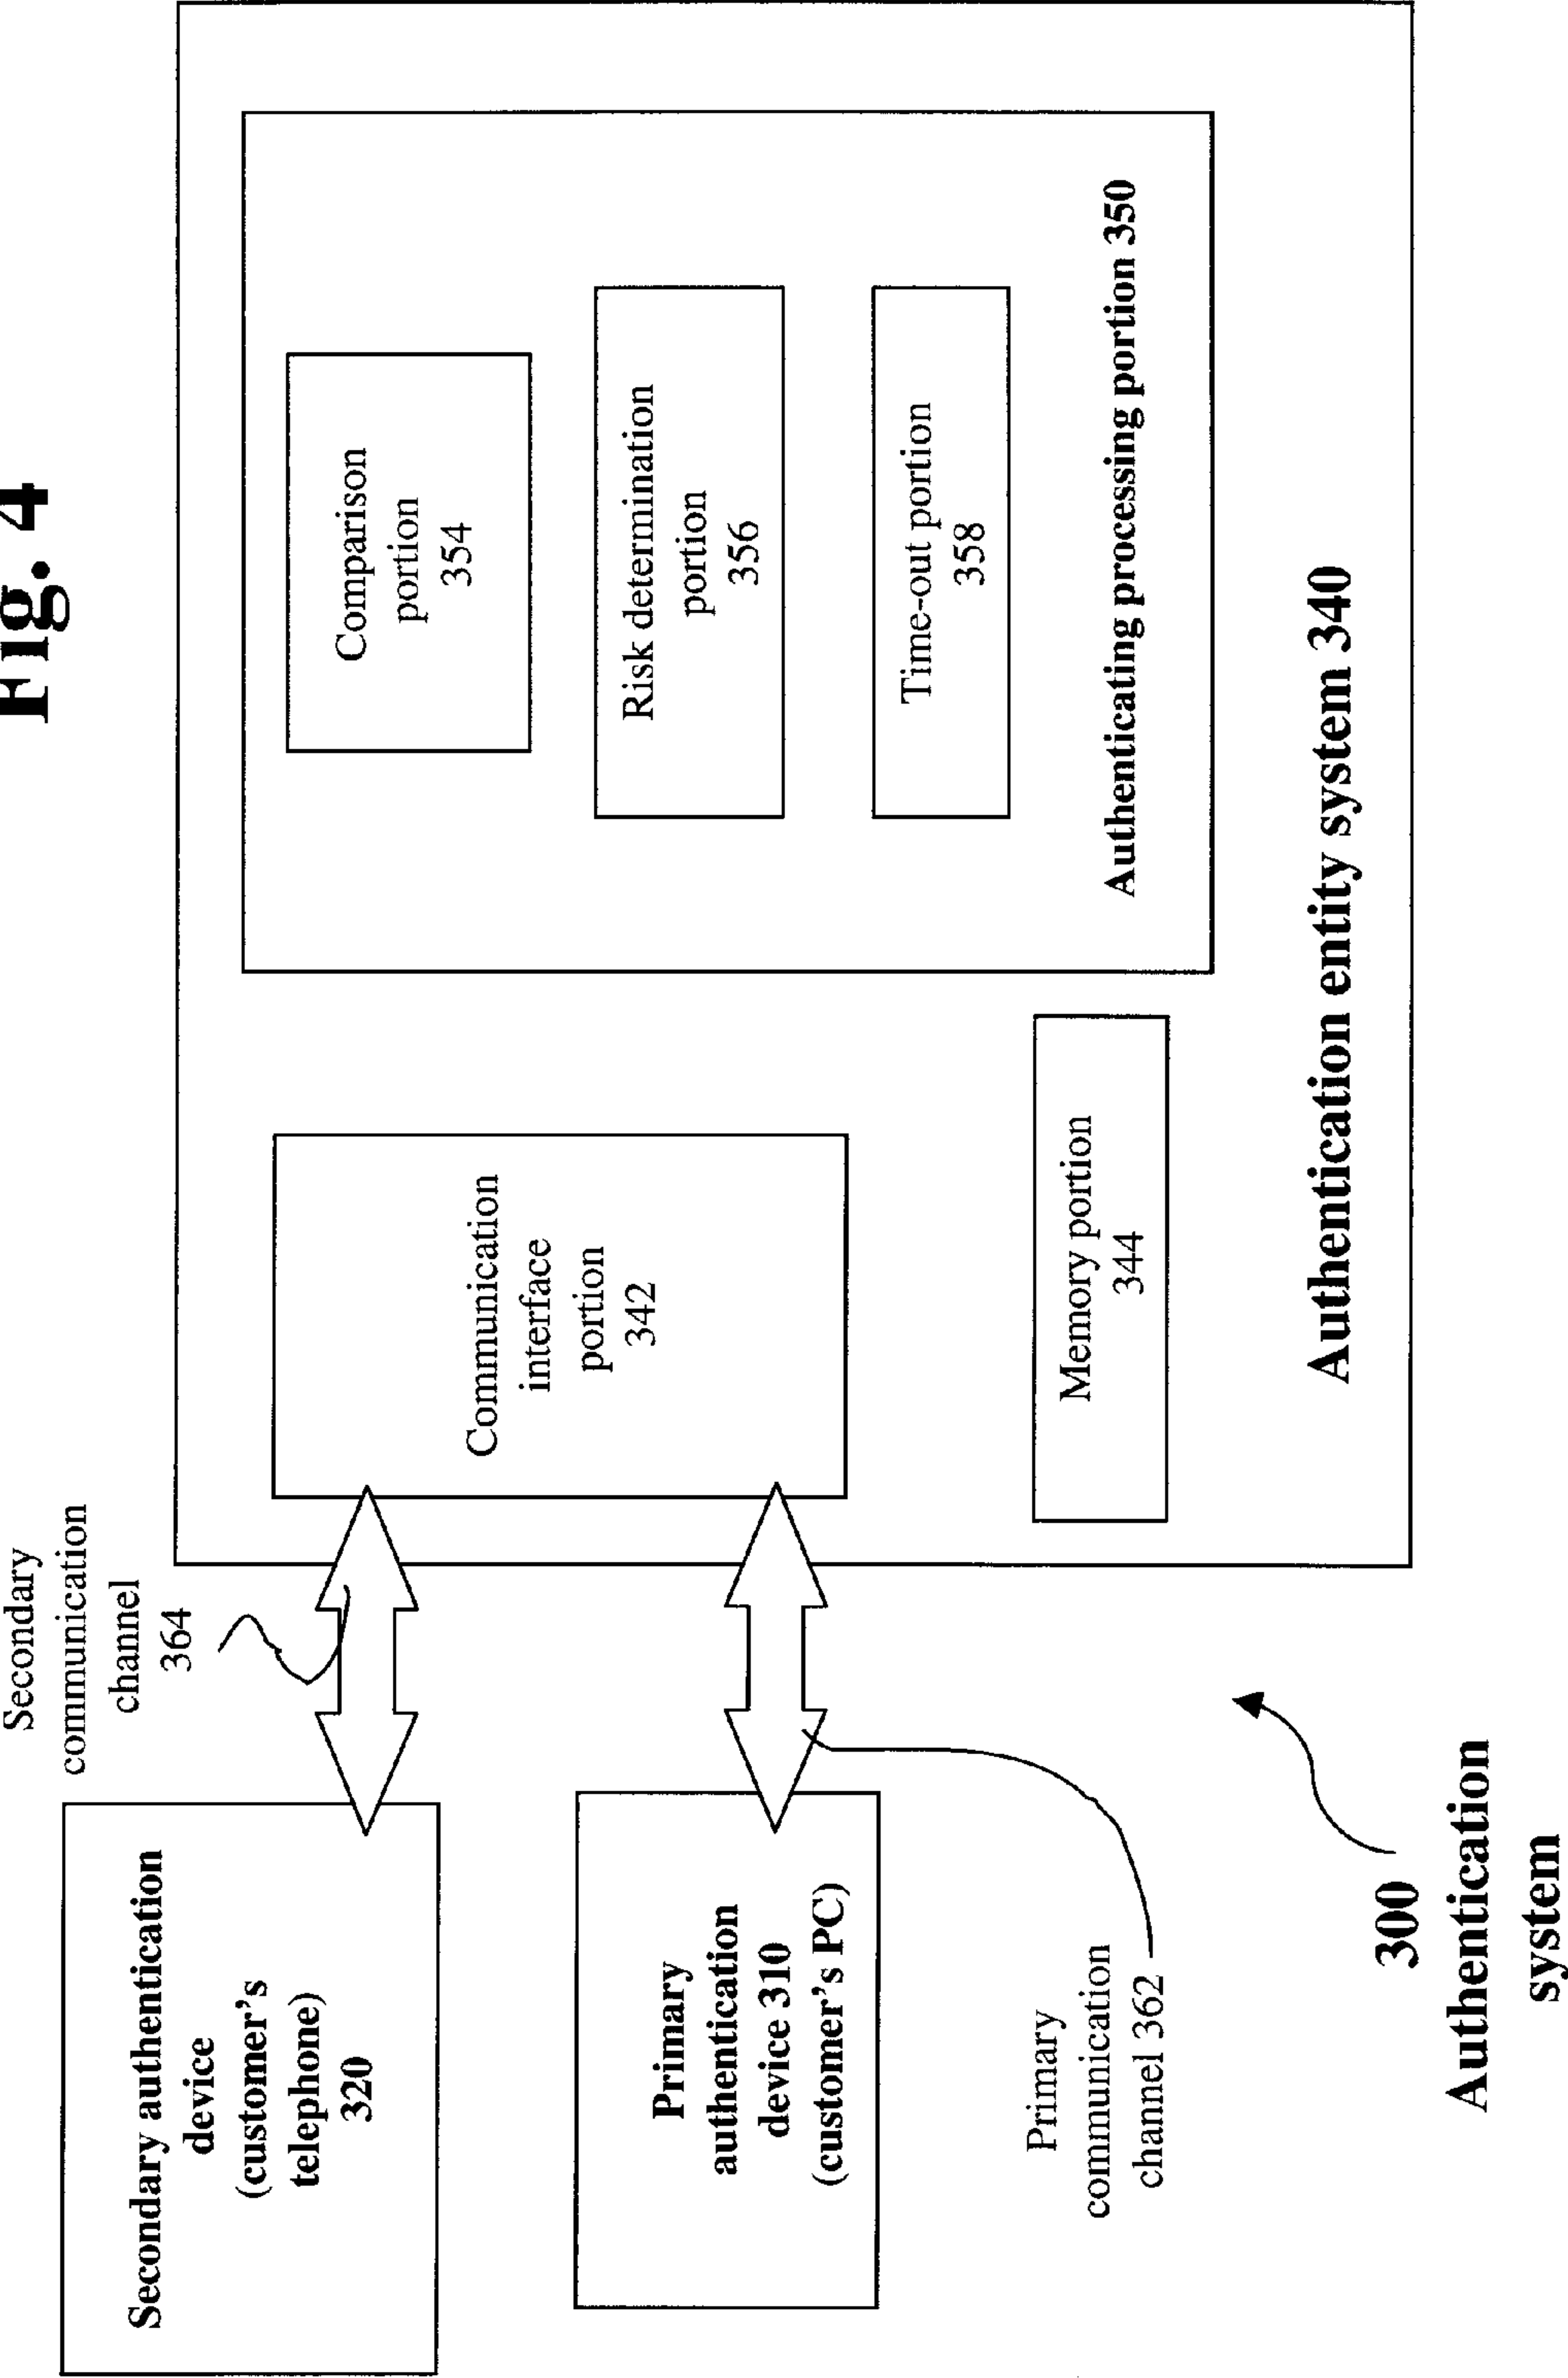 Fig. 4
Secondary
communication
channel
364
Secondary authentication
device
(customer's
telephone)
320
Primary
authentication
device 310
(customer's PC)
Primary
communication
channel 362
300
Authentication
system
Communication
interface
portion
342
Memory portion
344
Comparison
portion
354
Risk determination
portion
356
Time-out portion
358
Authenticating processing portion 350
Authentication entity system 340